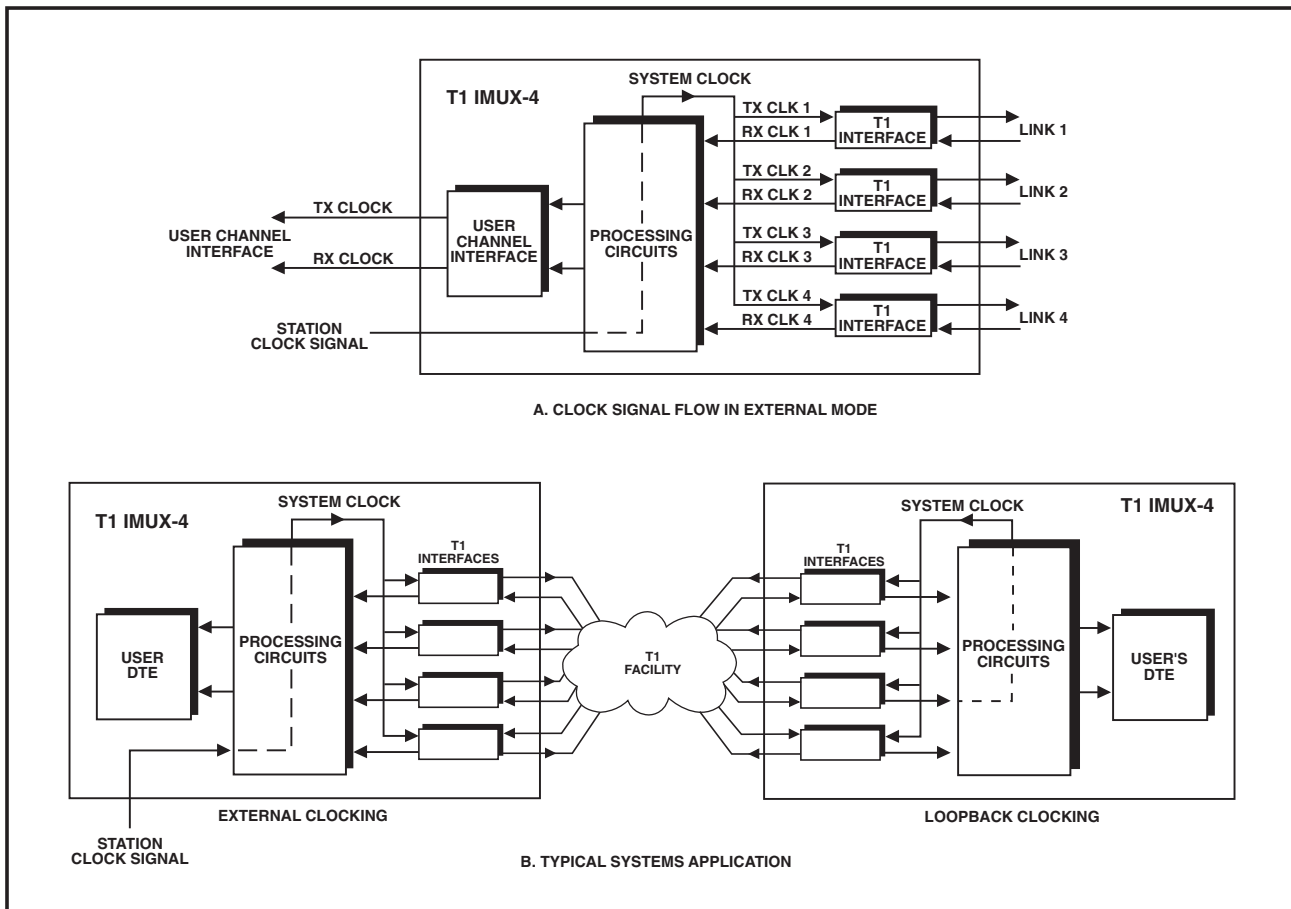 SYSTEM CLOCK
T1 IMUX-4
TX CLK 1
RX CLK 1
T1
INTERFACE
LINK 1
TX CLK 2
RX CLK 2
T1
INTERFACE
LINK 2
TX CLOCK
USER CHANNEL
INTERFACE
RX CLOCK
USER
CHANNEL
INTERFACE
PROCESSING
CIRCUITS
TX CLK 3
RX CLK 3
T1
INTERFACE
LINK 3
TX CLK 4
RX CLK 4
T1
INTERFACE
LINK 4
STATION
CLOCK SIGNAL
A. CLOCK SIGNAL FLOW IN EXTERNAL MODE
SYSTEM CLOCK
T1 IMUX-4
T1
INTERFACES
PROCESSING
CIRCUITS
USER
DTE
EXTERNAL CLOCKING
STATION
CLOCK SIGNAL
T1
FACILITY
SYSTEM CLOCK
T1 IMUX-4
T1
INTERFACES
PROCESSING
CIRCUITS
USER'S
DTE
LOOPBACK CLOCKING
B. TYPICAL SYSTEMS APPLICATION